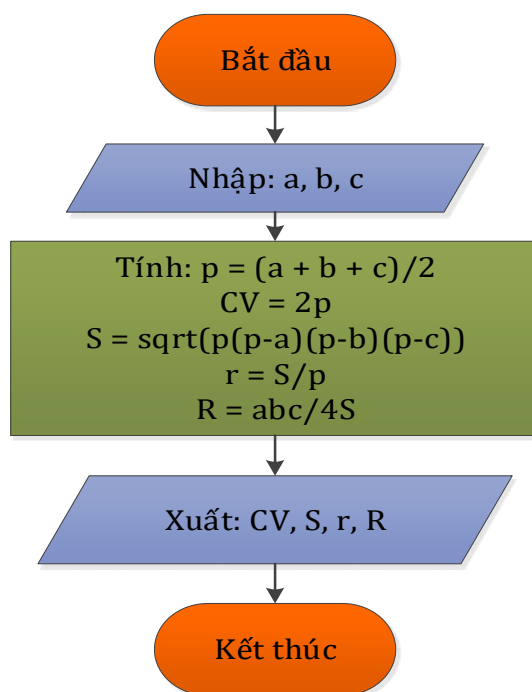 Bắt đầu
Nhập: a, b, c
Tính: p = (a + b + c)/2
CV = 2p
S = sqrt(p(p-a)(p-b)(p-c))
r = S/p
R = abc/4S
Xuất: CV, S, r, R
Kết thúc